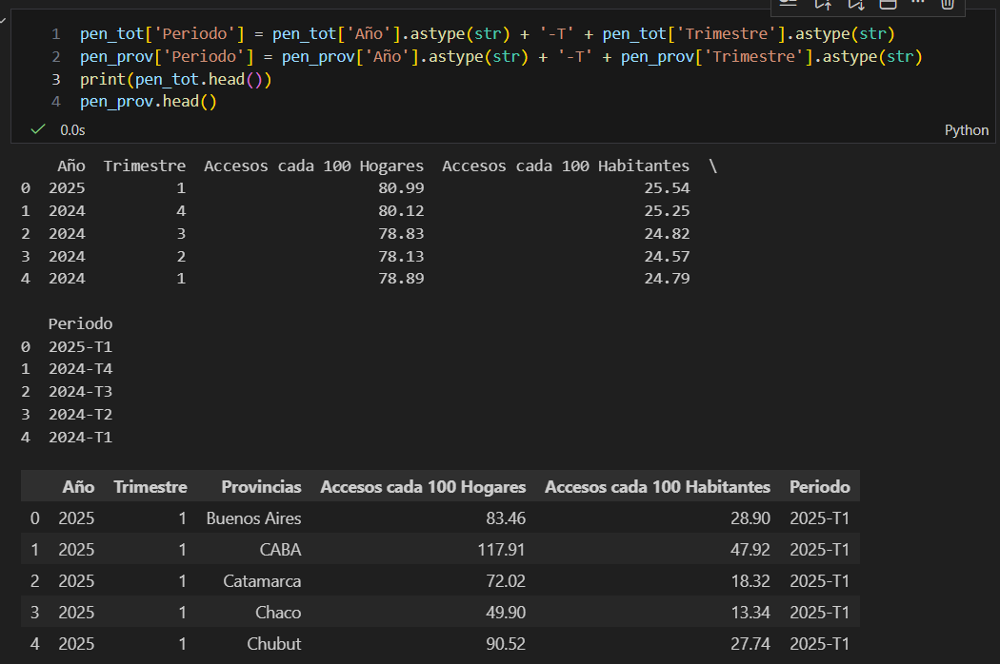 1 pen_tot['Periodo'] = pen_tot['Año'].astype(str) + '-T' + pen_tot['Trimestre'].astype(str)
2 pen_prov['Periodo'] = pen_prov['Año'].astype(str) + '-T' + pen_prov['Trimestre'].astype(str)
3 print(pen_tot.head())
4 pen_prov.head()
0.0s Python
Año Trimestre Accesos cada 100 Hogares Accesos cada 100 Habitantes \
0 2025 1 80.99 25.54
1 2024 4 80.12 25.25
2 2024 3 78.83 24.82
3 2024 2 78.13 24.57
4 2024 1 78.89 24.79
Periodo
0 2025-T1
1 2024-T4
2 2024-T3
3 2024-T2
4 2024-T1
Año Trimestre Provincias Accesos cada 100 Hogares Accesos cada 100 Habitantes Periodo
0 2025 1 Buenos Aires 83.46 28.90 2025-T1
1 2025 1 CABA 117.91 47.92 2025-T1
2 2025 1 Catamarca 72.02 18.32 2025-T1
3 2025 1 Chaco 49.90 13.34 2025-T1
4 2025 1 Chubut 90.52 27.74 2025-T1